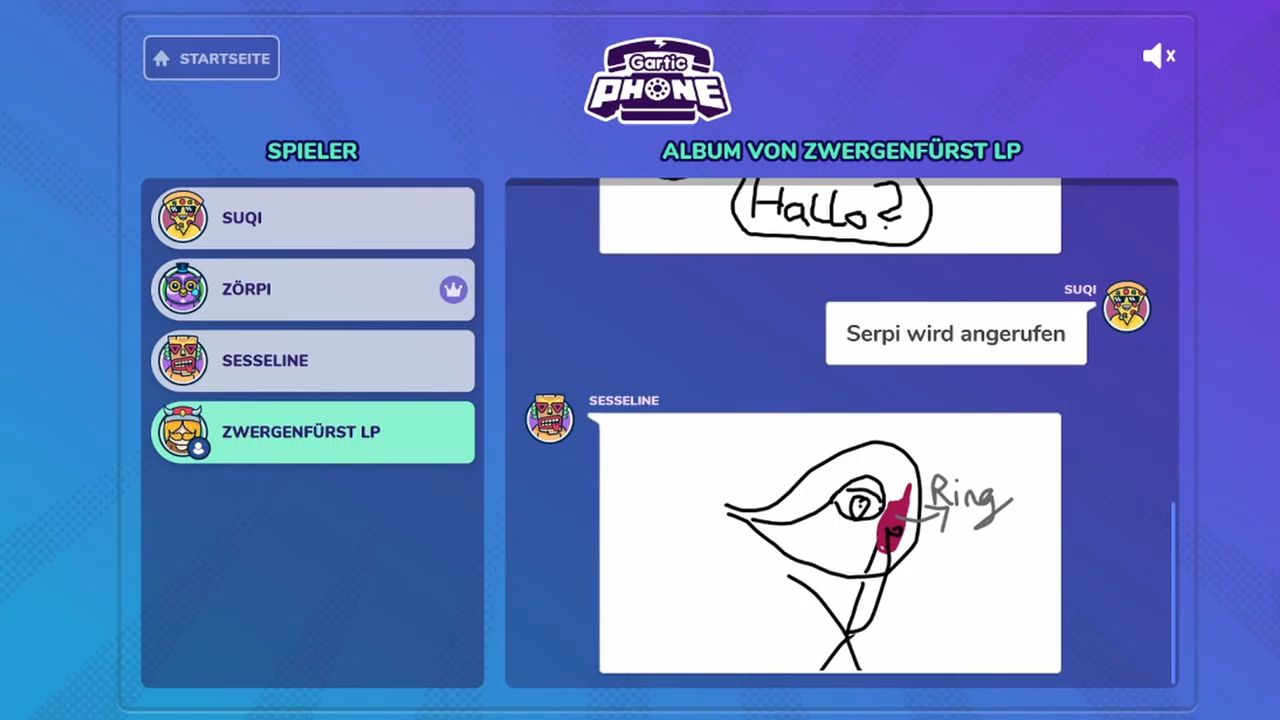 STARTSEITE
Gartic
PHONE
SPIELER
ALBUM VON ZWERGENFÜRST LP
SUQI
ZÖRPI
SESSELINE
ZWERGENFÜRST LP
Hallo?
SUQI
Serpi wird angerufen
SESSELINE
Ring